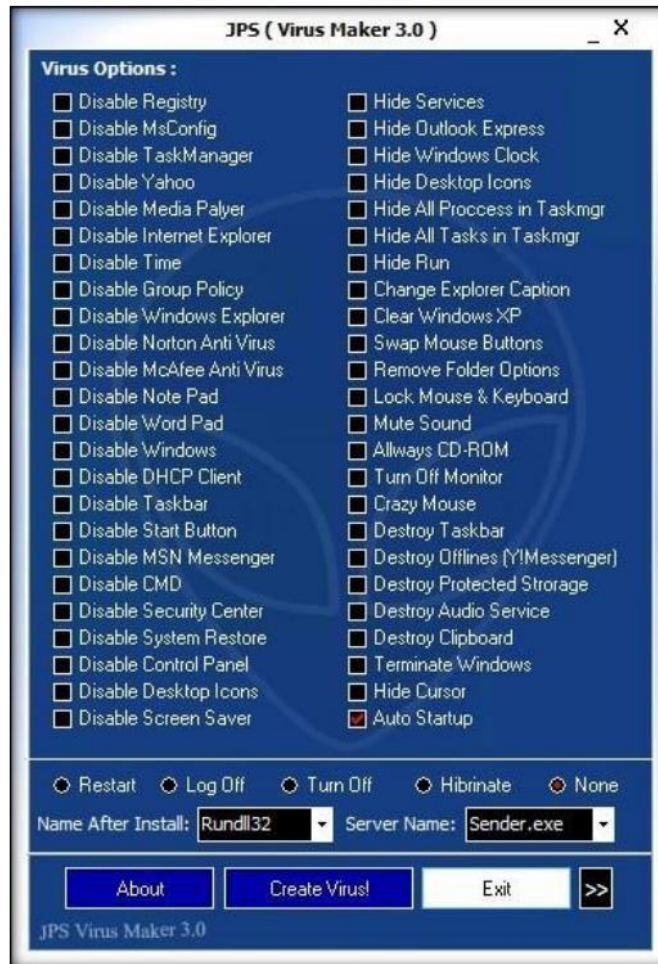 JPS ( Virus Maker 3.0 )
_ X
Virus Options :
Disable Registry
Disable MsConfig
Disable TaskManager
Disable Yahoo
Disable Media Palyer
Disable Internet Explorer
Disable Time
Disable Group Policy
Disable Windows Explorer
Disable Norton Anti Virus
Disable McAfee Anti Virus
Disable Note Pad
Disable Word Pad
Disable Windows
Disable DHCP Client
Disable Taskbar
Disable Start Button
Disable MSN Messenger
Disable CMD
Disable Security Center
Disable System Restore
Disable Control Panel
Disable Desktop Icons
Disable Screen Saver
Hide Services
Hide Outlook Express
Hide Windows Clock
Hide Desktop Icons
Hide All Proccess in Taskmgr
Hide All Tasks in Taskmgr
Hide Run
Change Explorer Caption
Clear Windows XP
Swap Mouse Buttons
Remove Folder Options
Lock Mouse & Keyboard
Mute Sound
Allways CD-ROM
Turn Off Monitor
Crazy Mouse
Destroy Taskbar
Destroy Offlines (Y!Messenger)
Destroy Protected Strorage
Destroy Audio Service
Destroy Clipboard
Terminate Windows
Hide Cursor
Auto Startup
Restart Log Off Turn Off Hibrinate None
Name After Install: Rundll32 Server Name: Sender.exe
About Create Virus! Exit >>
JPS Virus Maker 3.0